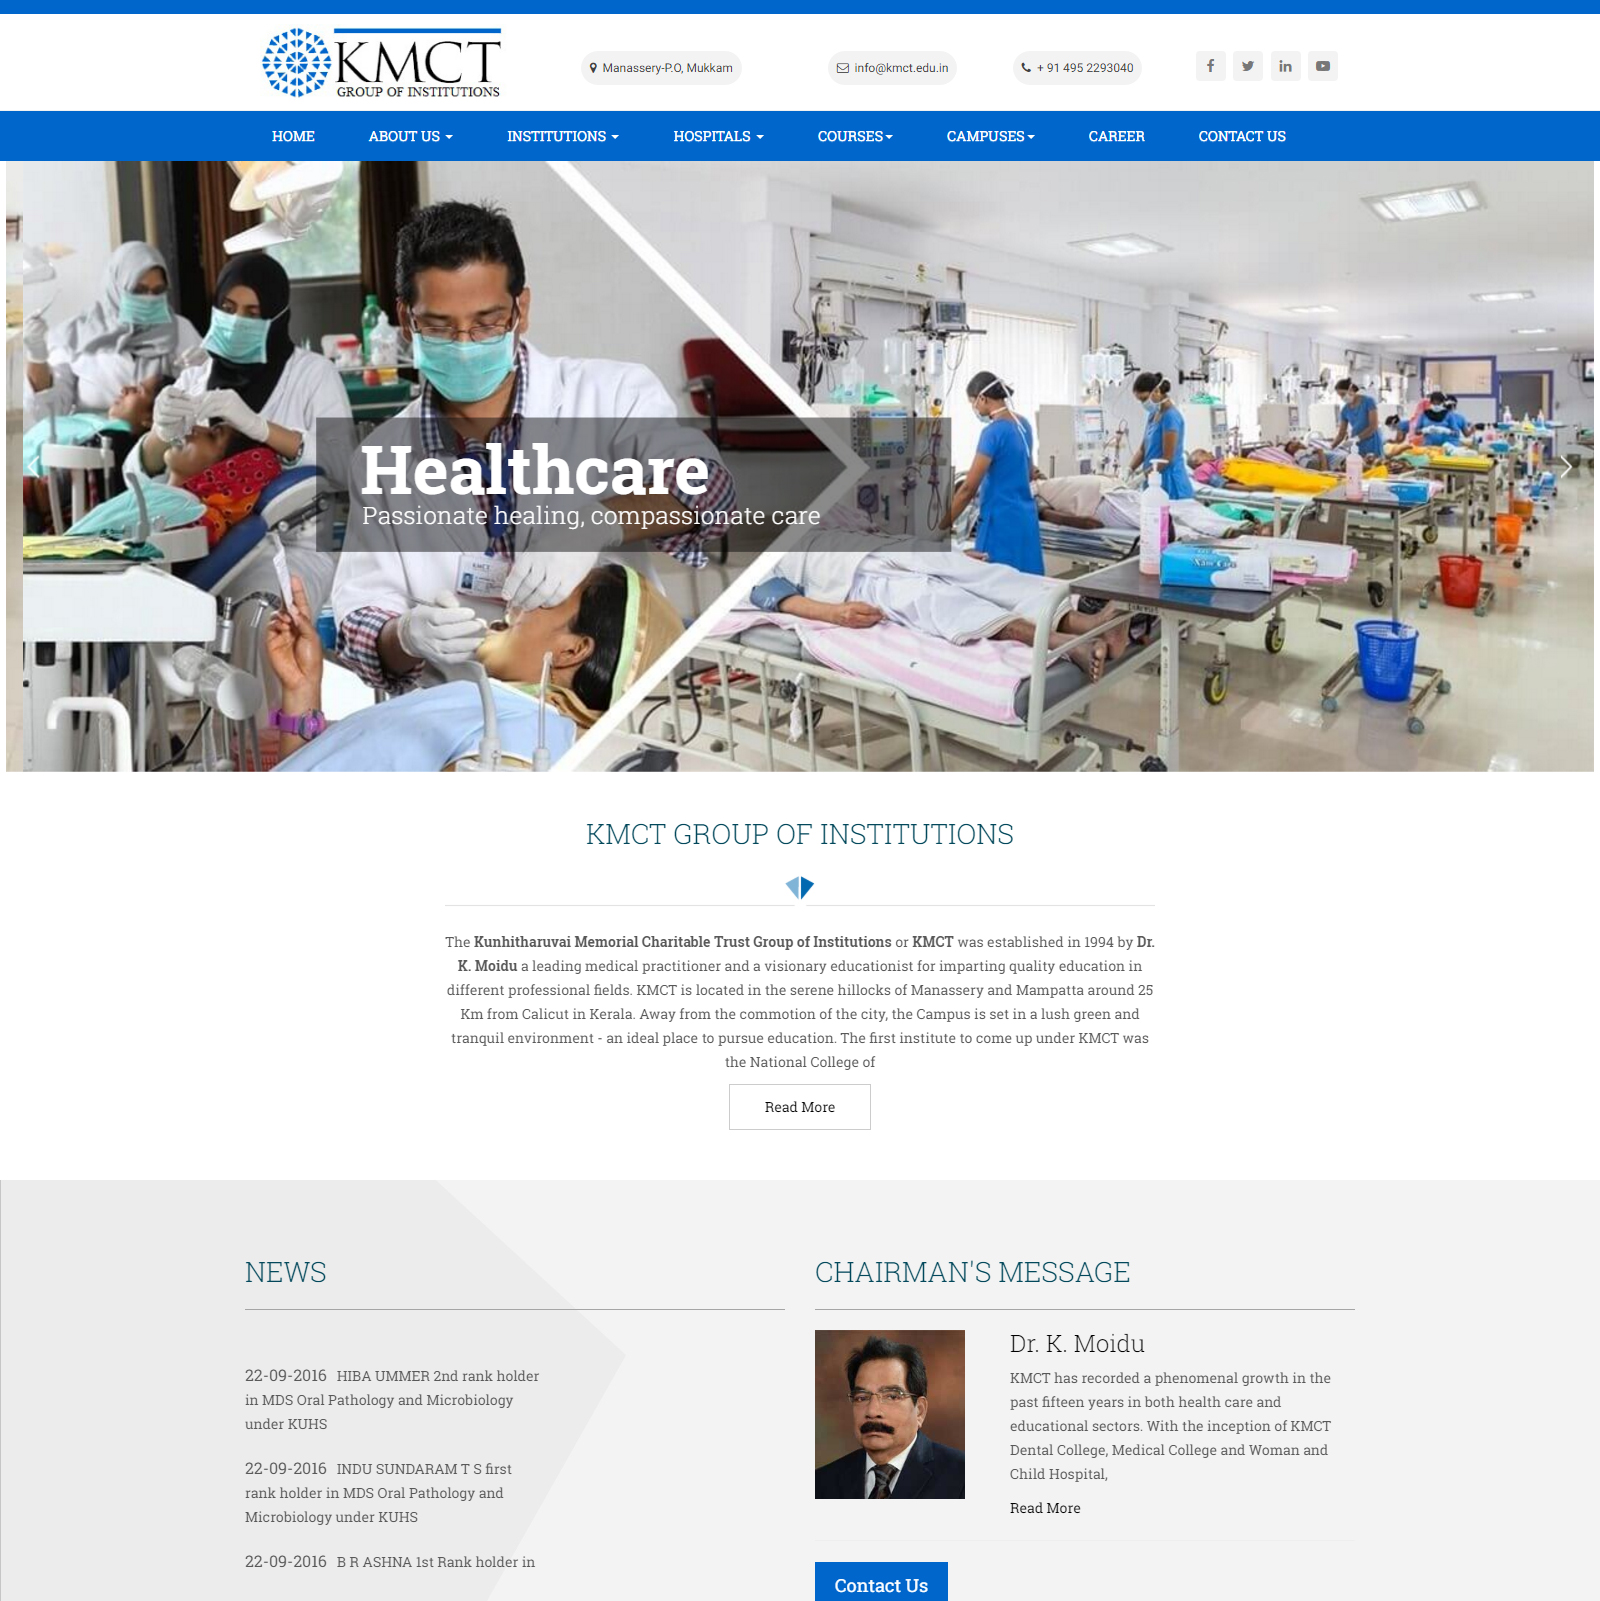 KMCT
GROUP OF INSTITUTIONS
Manassery-P.O, Mukkam
info@kmct.edu.in
+ 91 495 2293040
HOME
ABOUT US
INSTITUTIONS
HOSPITALS
COURSES
CAMPUSES
CAREER
CONTACT US
Healthcare
Passionate healing, compassionate care
KMCT
KMCT GROUP OF INSTITUTIONS
The Kunhitharuvai Memorial Charitable Trust Group of Institutions or KMCT was established in 1994 by Dr.
K. Moidu a leading medical practitioner and a visionary educationist for imparting quality education in
different professional fields. KMCT is located in the serene hillocks of Manassery and Mampatta around 25
Km from Calicut in Kerala. Away from the commotion of the city, the Campus is set in a lush green and
tranquil environment - an ideal place to pursue education. The first institute to come up under KMCT was
the National College of
Read More
NEWS
22-09-2016 HIBA UMMER 2nd rank holder
in MDS Oral Pathology and Microbiology
under KUHS
22-09-2016 INDU SUNDARAM T S first
rank holder in MDS Oral Pathology and
Microbiology under KUHS
22-09-2016 B R ASHNA 1st Rank holder in
CHAIRMAN'S MESSAGE
Dr. K. Moidu
KMCT has recorded a phenomenal growth in the
past fifteen years in both health care and
educational sectors. With the inception of KMCT
Dental College, Medical College and Woman and
Child Hospital,
Read More
Contact Us